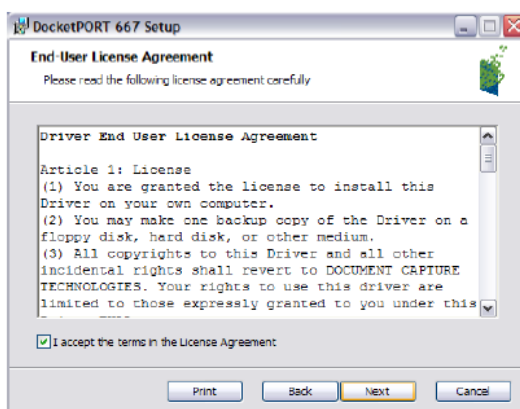 DocketPORT 667 Setup
End-User License Agreement
Please read the following license agreement carefully
Driver End User License Agreement
Article 1: License
(1) You are granted the license to install this
Driver on your own computer.
(2) You may make one backup copy of the Driver on a
floppy disk, hard disk, or other medium.
(3) All copyrights to this Driver and all other
incidental rights shall revert to DOCUMENT CAPTURE
TECHNOLOGIES. Your rights to use this driver are
limited to those expressly granted to you under this
I accept the terms in the License Agreement
Print Back Next Cancel